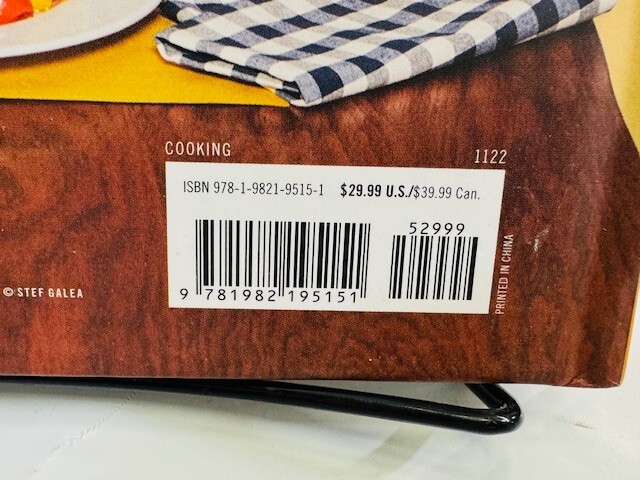 COOKING
1122
ISBN 978-1-9821-9515-1 $29.99 U.S./$39.99 Can.
52999
9 781982 195151
© STEF GALEA
PRINTED IN CHINA